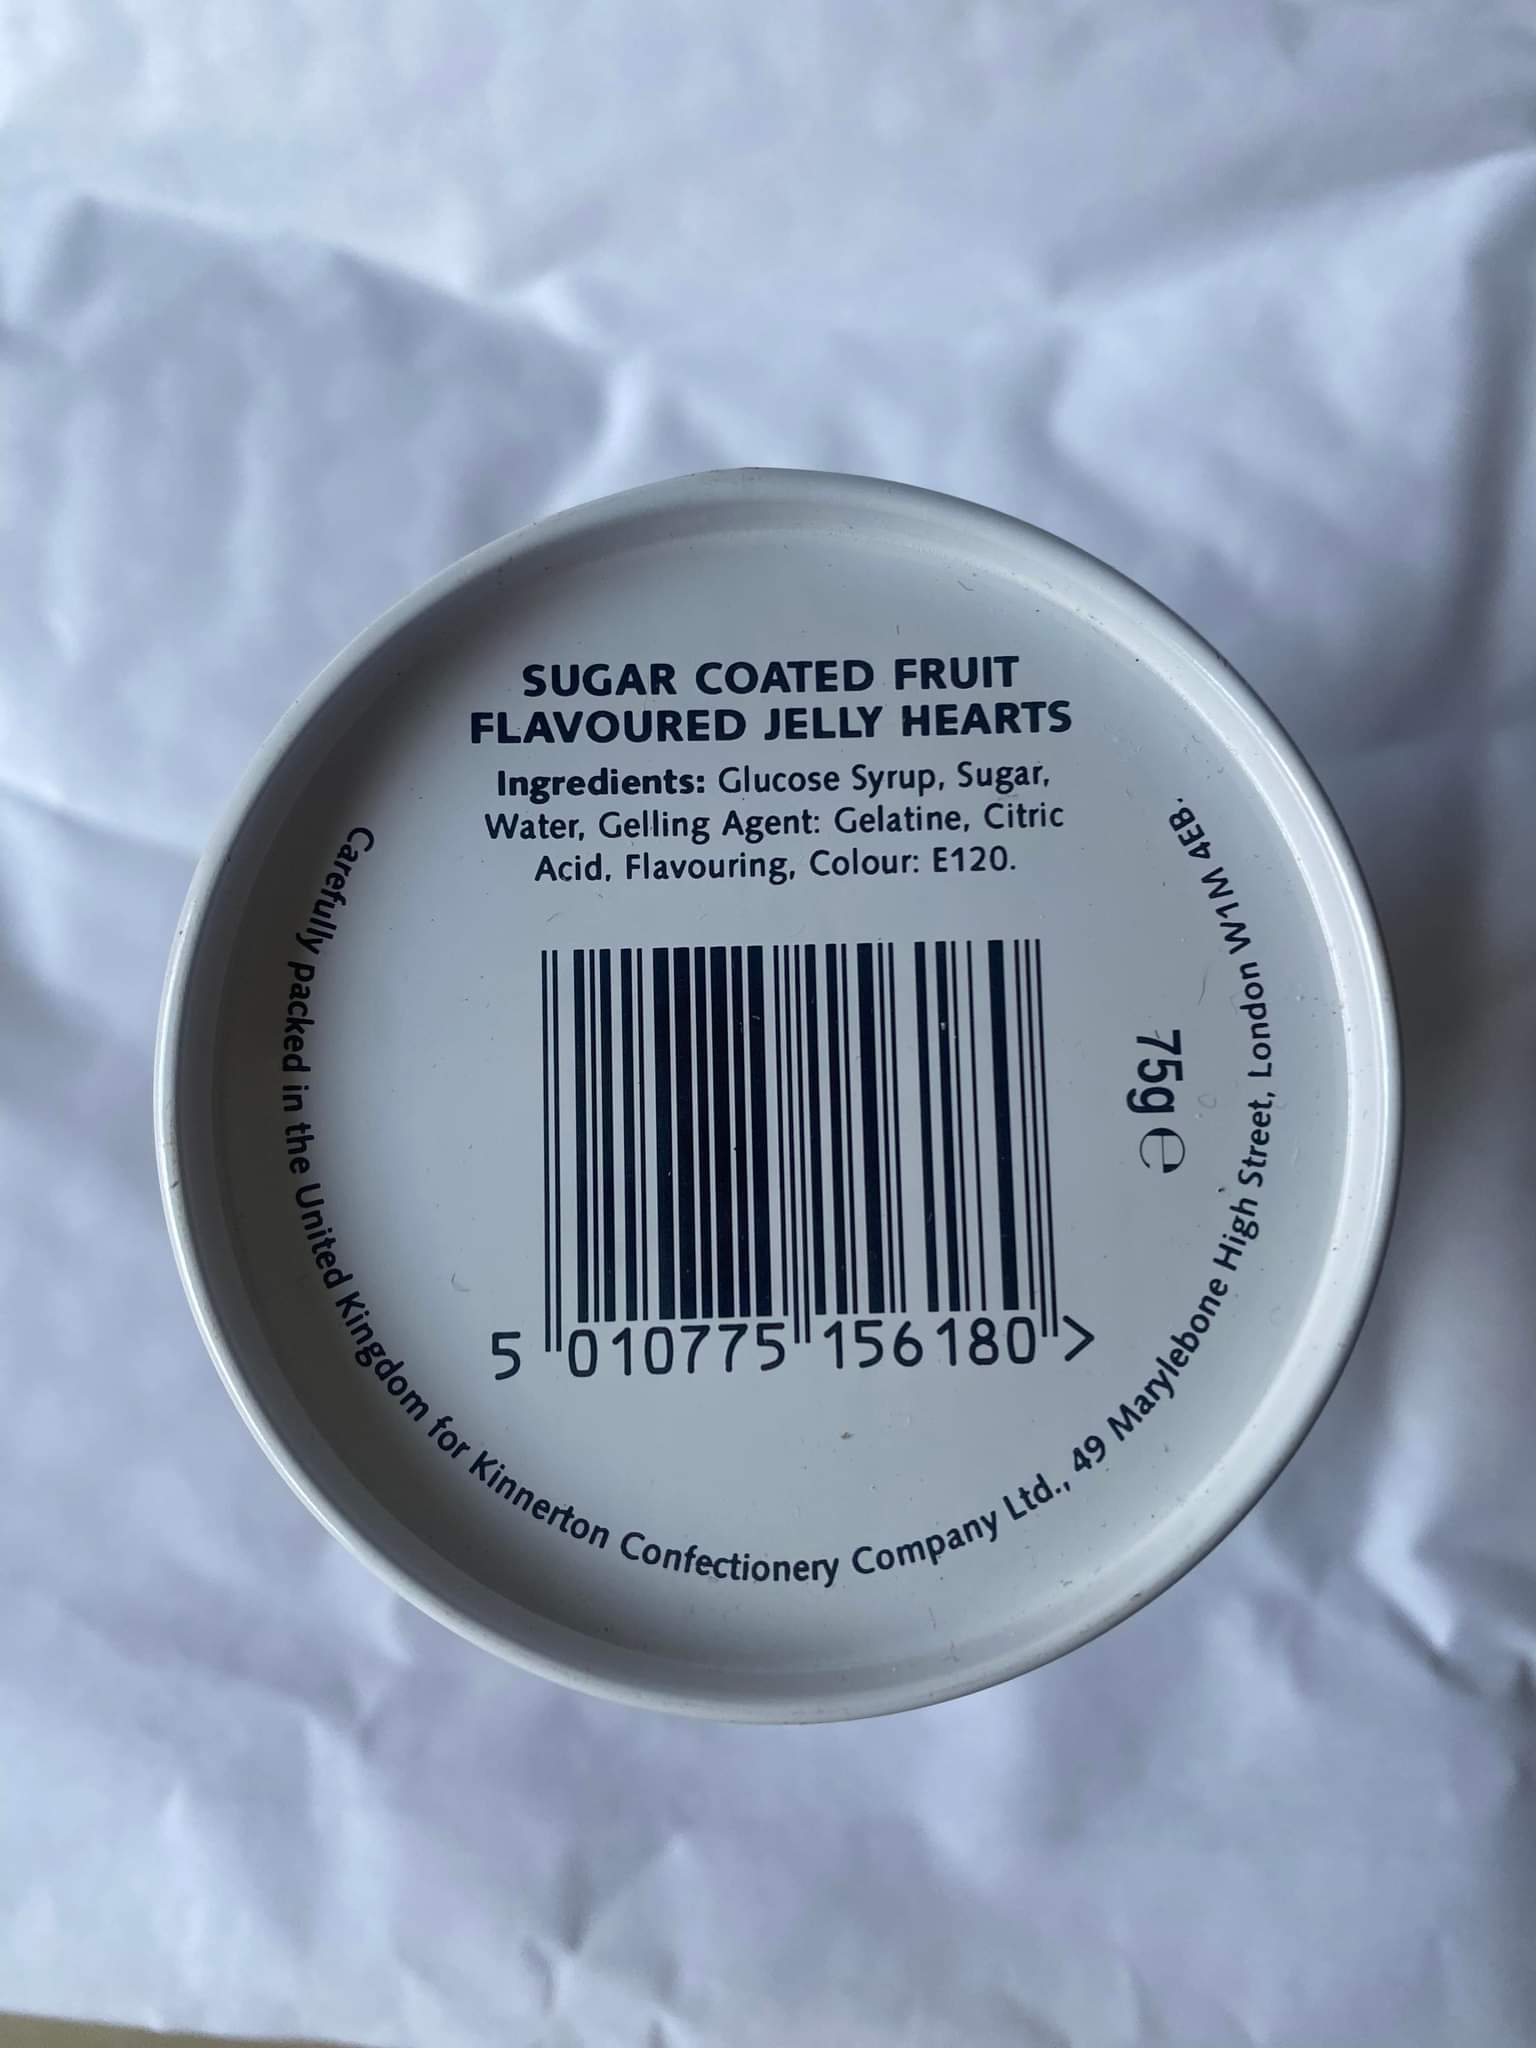 SUGAR COATED FRUIT
FLAVOURED JELLY HEARTS
Ingredients: Glucose Syrup, Sugar,
Water, Gelling Agent: Gelatine, Citric
Acid, Flavouring, Colour: E120.
5 010775 156180 >
75g ℮
Carefully packed in the United Kingdom for Kinnerton Confectionery Company Ltd., 49 Marylebone High Street, London W1M 4EB.